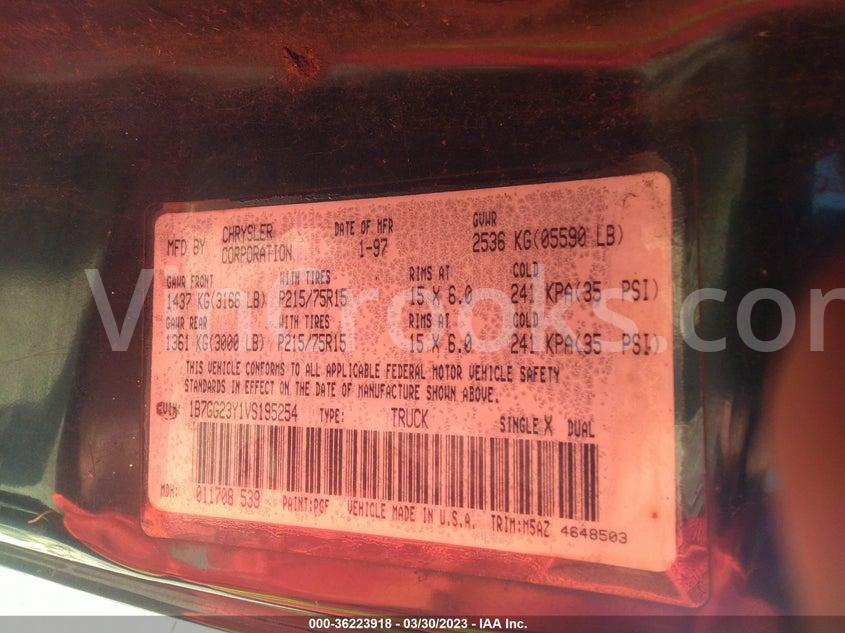 MFD BY CHRYSLER CORPORATION DATE OF MFR 1-97 GVWR 2536 KG(05590 LB)
GAWR FRONT WITH TIRES RIMS AT COLD
1437 KG(3166 LB) P215/75R15 15 X 6.0 241 KPA(35 PSI)
GAWR REAR WITH TIRES RIMS AT COLD
1361 KG(3000 LB) P215/75R15 15 X 6.0 241 KPA(35 PSI)
THIS VEHICLE CONFORMS TO ALL APPLICABLE FEDERAL MOTOR VEHICLE SAFETY
STANDARDS IN EFFECT ON THE DATE OF MANUFACTURE SHOWN ABOVE.
VIN: 1B7GG23Y1VS195254 TYPE: TRUCK SINGLE X DUAL
MDH: 011708 539 PAINT:PGF VEHICLE MADE IN U.S.A. TRIM:M5AZ 4648503
VinCrooks.com
000-36223918 - 03/30/2023 - IAA Inc.